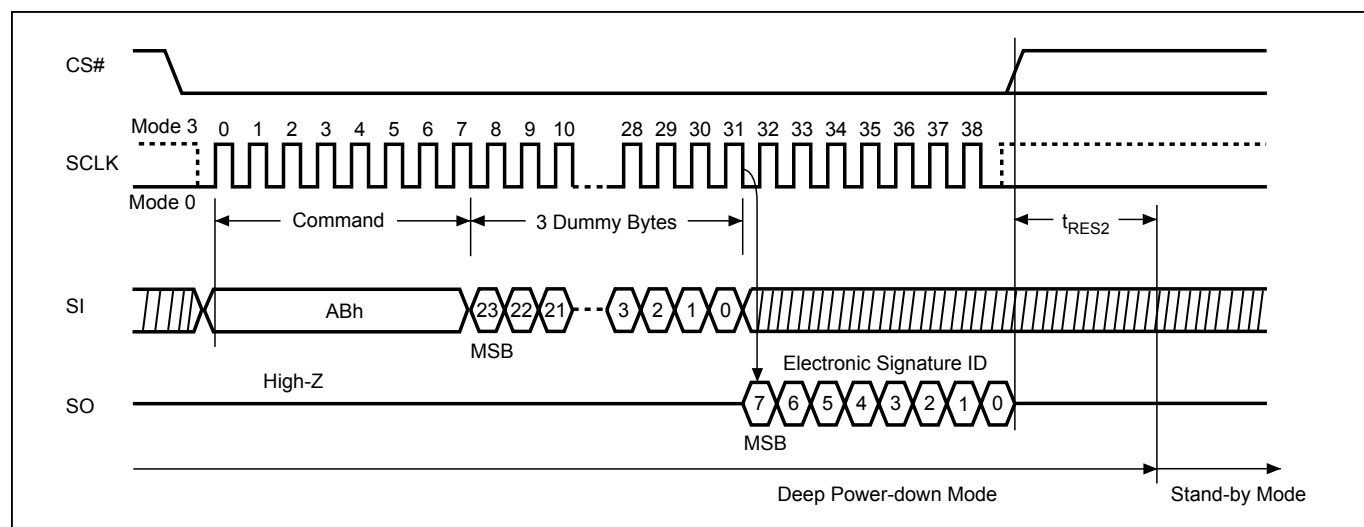 CS#
Mode 3
0 1 2 3 4 5 6 7 8 9 10 28 29 30 31 32 33 34 35 36 37 38
SCLK
Mode 0
Command
3 Dummy Bytes
tRES2
SI
ABh
23 22 21 3 2 1 0
MSB
Electronic Signature ID
High-Z
SO
7 6 5 4 3 2 1 0
MSB
Deep Power-down Mode
Stand-by Mode